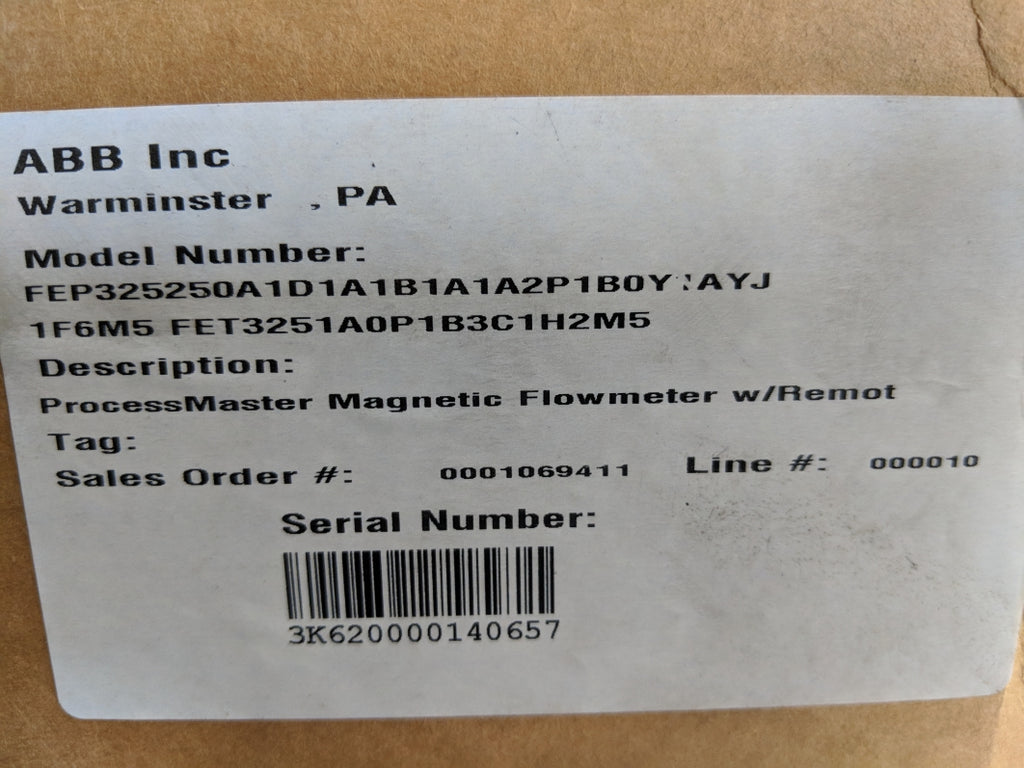 ABB Inc
Warminster , PA
Model Number:
FEP325250A1D1A1B1A1A2P1B0Y1AYJ
1F6M5 FET3251A0P1B3C1H2M5
Description:
ProcessMaster Magnetic Flowmeter w/Remot
Tag:
Sales Order #: 0001069411 Line #: 000010
Serial Number:
3K620000140657